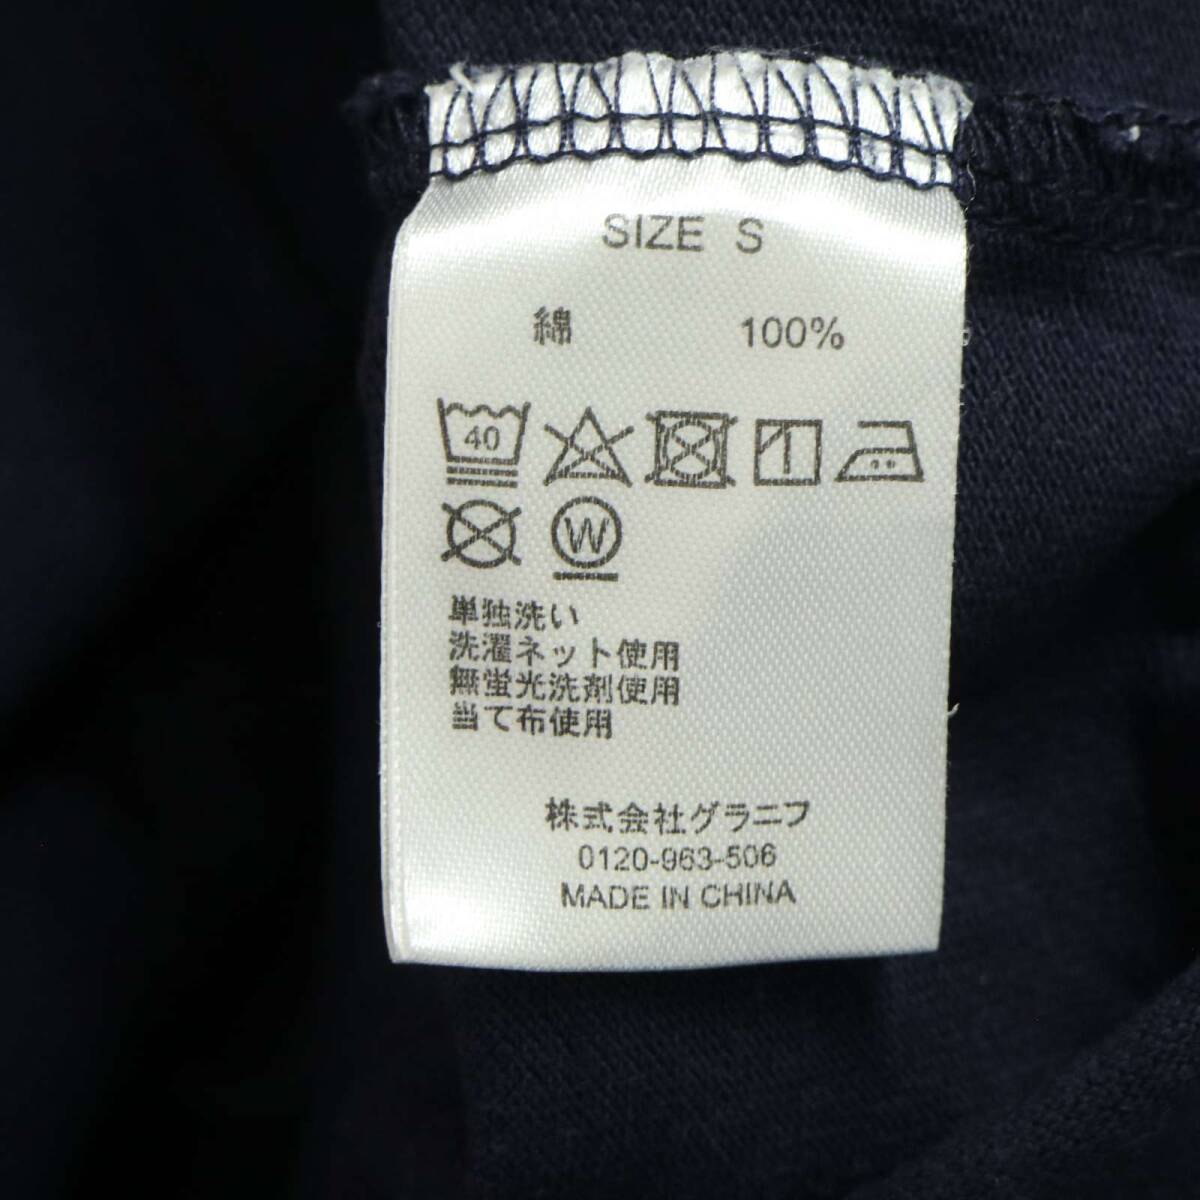 SIZE S
綿 100%
40
W
単独洗い
洗濯ネット使用
無蛍光洗剤使用
当て布使用
株式会社グラニフ
0120-963-506
MADE IN CHINA